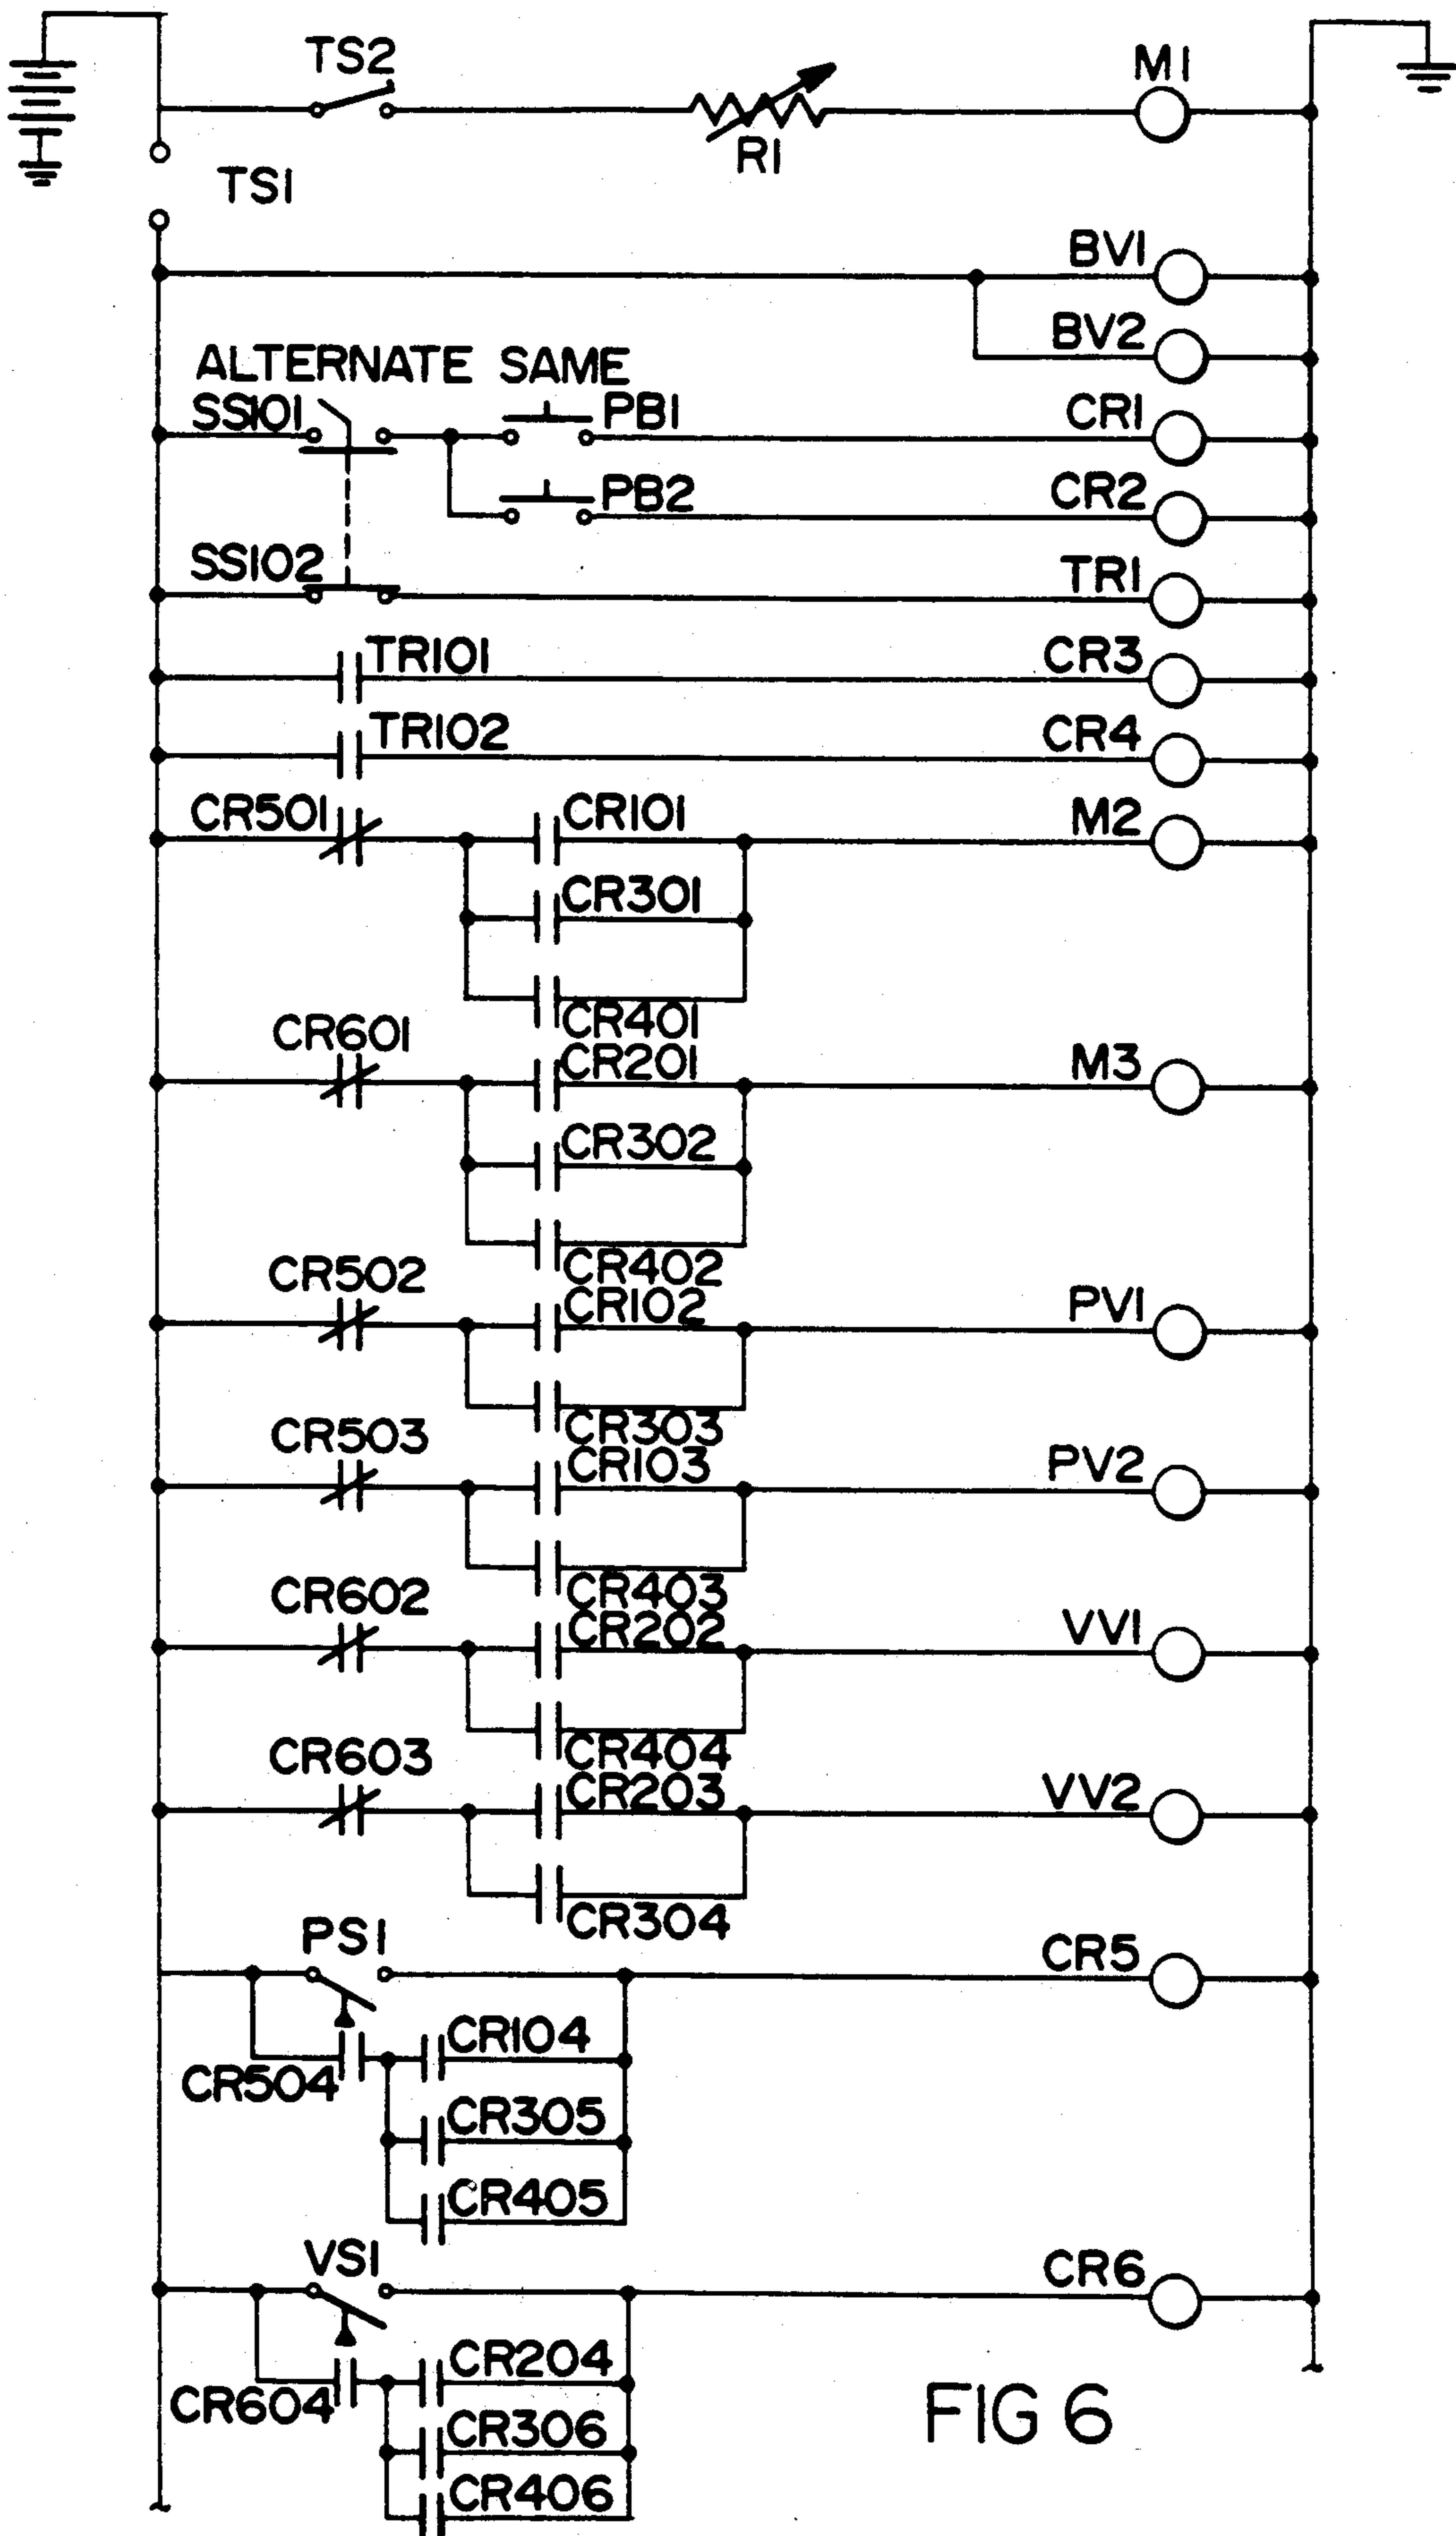 TS2
M1
R1
TS1
BV1
BV2
ALTERNATE SAME
SS101
PB1
CR1
PB2
CR2
SS102
TR1
TR101
CR3
TR102
CR4
CR501
CR101
M2
CR301
CR401
CR601
CR201
M3
CR302
CR402
CR502
CR102
PV1
CR303
CR503
CR103
PV2
CR403
CR602
CR202
VV1
CR404
CR603
CR203
VV2
CR304
PS1
CR5
CR104
CR504
CR305
CR405
VS1
CR6
CR204
CR604
CR306
CR406
FIG 6